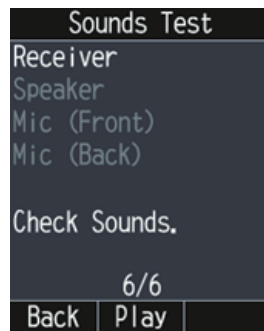 Sounds Test
Receiver
Speaker
Mic (Front)
Mic (Back)
Check Sounds.
6/6
Back Play